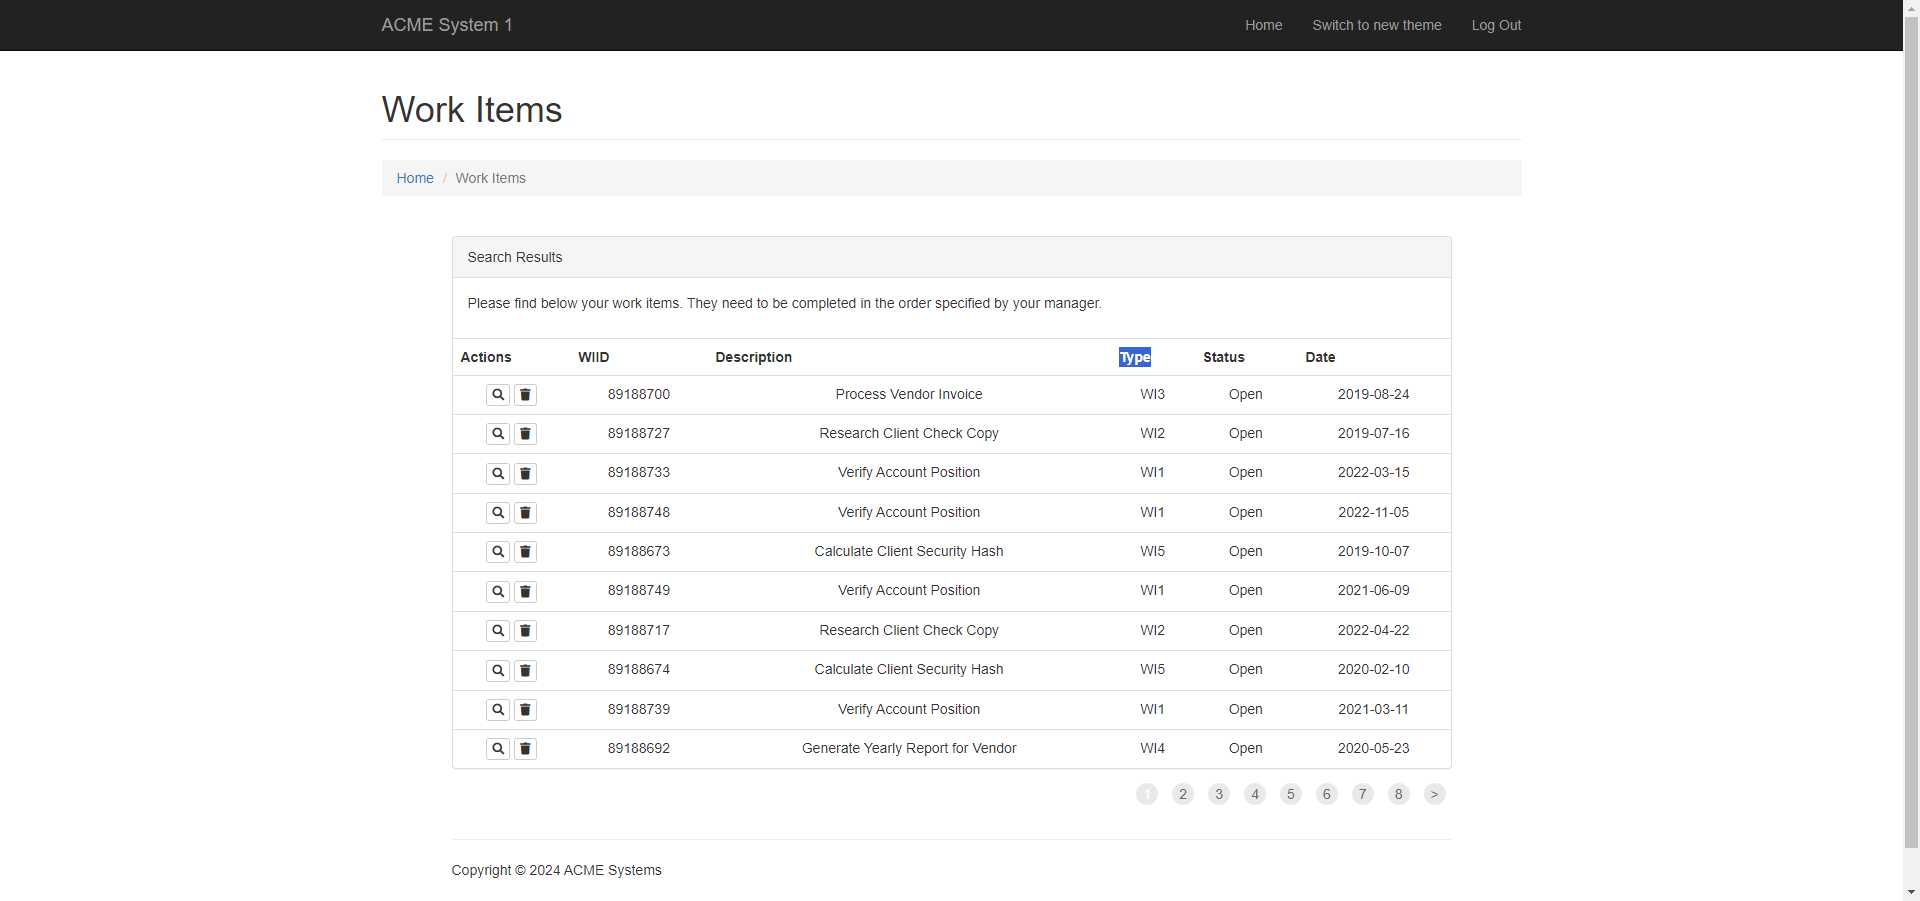 ACME System 1 Home Switch to new theme Log Out
Work Items
Home / Work Items
Search Results
Please find below your work items. They need to be completed in the order specified by your manager.
Actions WIID Description Type Status Date
89188700 Process Vendor Invoice WI3 Open 2019-08-24
89188727 Research Client Check Copy WI2 Open 2019-07-16
89188733 Verify Account Position WI1 Open 2022-03-15
89188748 Verify Account Position WI1 Open 2022-11-05
89188673 Calculate Client Security Hash WI5 Open 2019-10-07
89188749 Verify Account Position WI1 Open 2021-06-09
89188717 Research Client Check Copy WI2 Open 2022-04-22
89188674 Calculate Client Security Hash WI5 Open 2020-02-10
89188739 Verify Account Position WI1 Open 2021-03-11
89188692 Generate Yearly Report for Vendor WI4 Open 2020-05-23
1 2 3 4 5 6 7 8 >
Copyright © 2024 ACME Systems